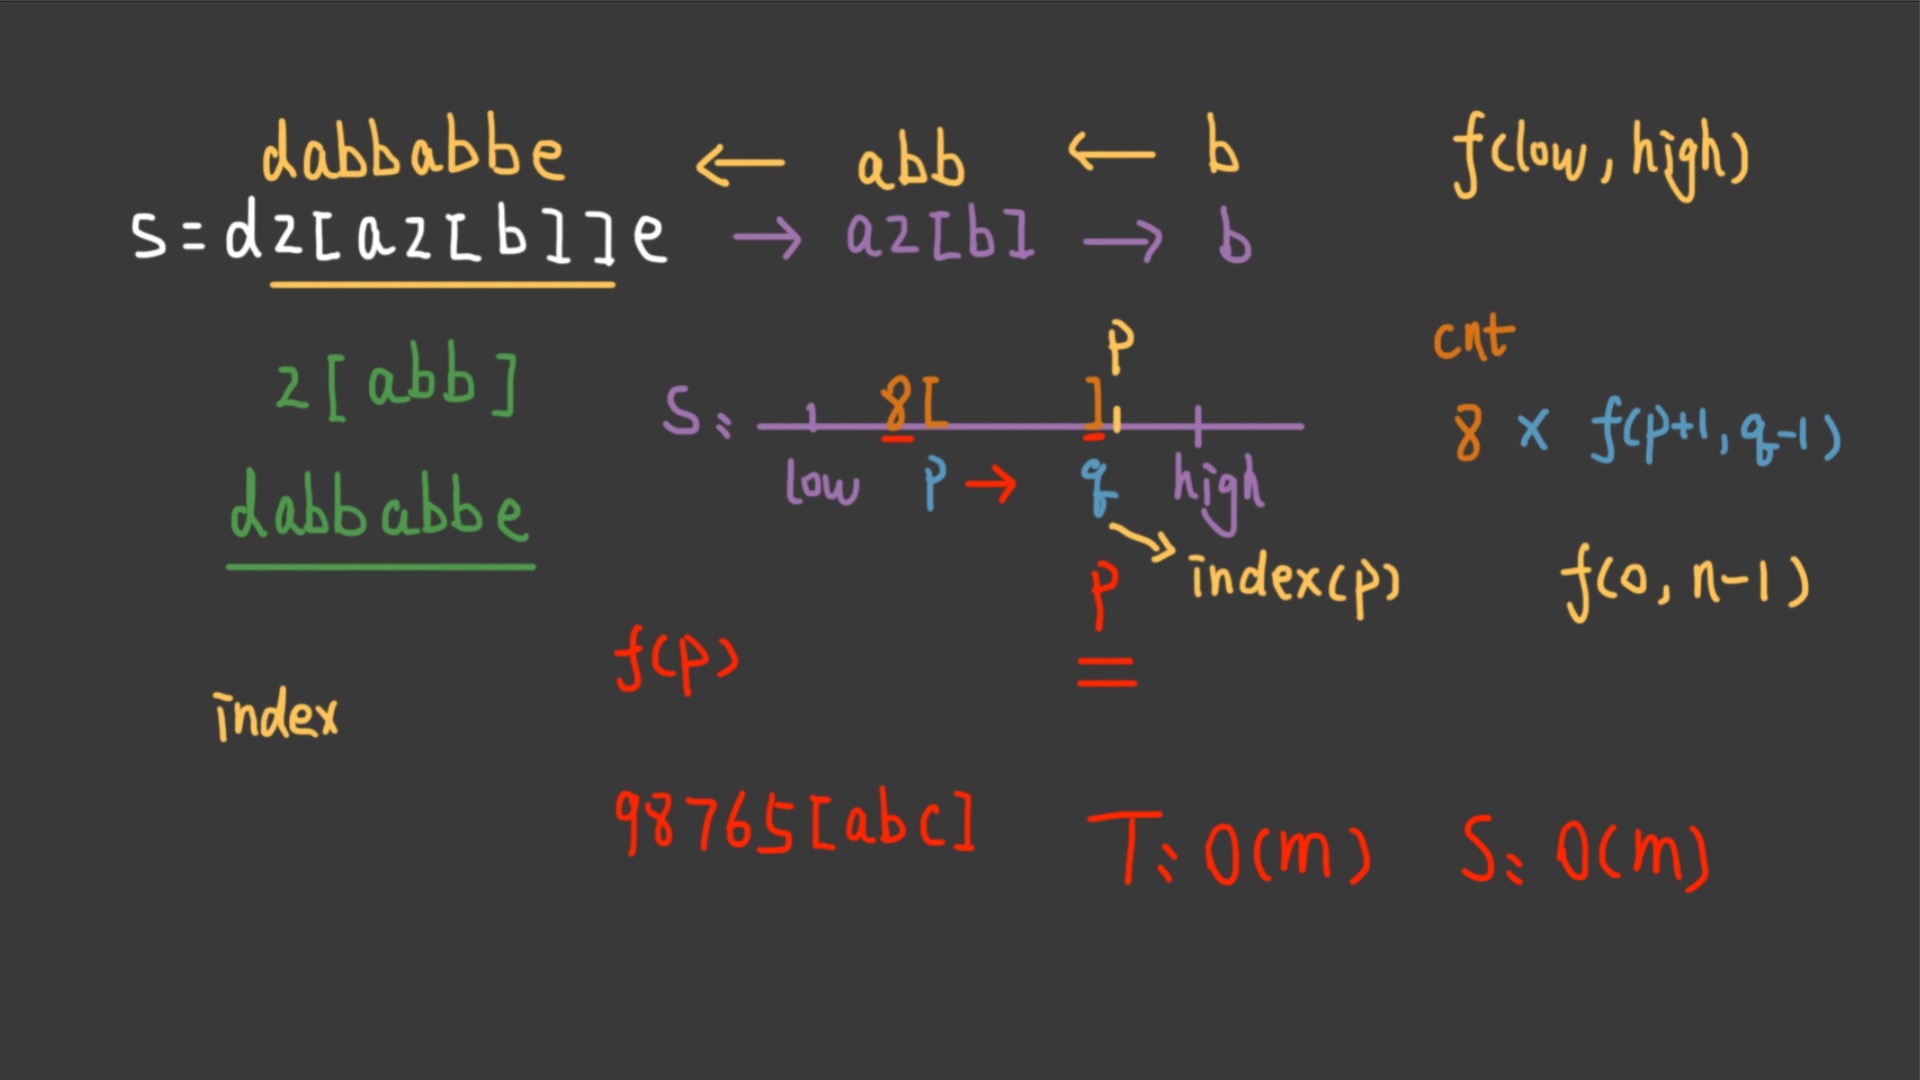 dabbabbe ← abb ← b f(low, high)
S = d2[a2[b]]e → a2[b] → b
2[abb]
dabbabbe
index
p
S: 8[ ]
low p → q high
index(p)
p
cnt
8 x f(p+1, q-1)
f(0, n-1)
f(p)
98765[abc] T: O(m) S: O(m)